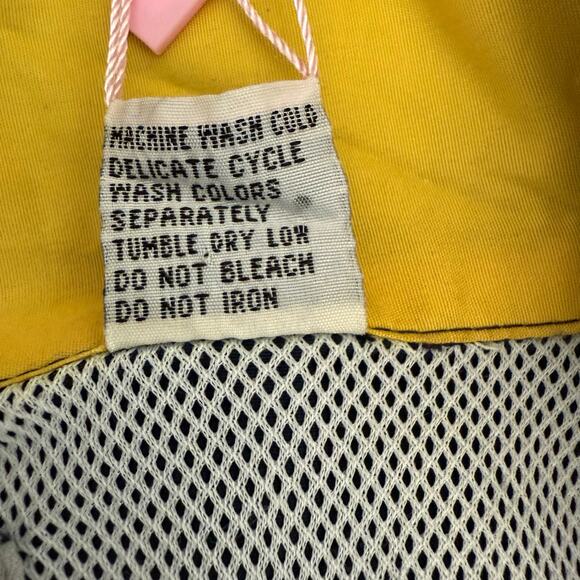 MACHINE WASH COLD
DELICATE CYCLE
WASH COLORS
SEPARATELY
TUMBLE DRY LOW
DO NOT BLEACH
DO NOT IRON